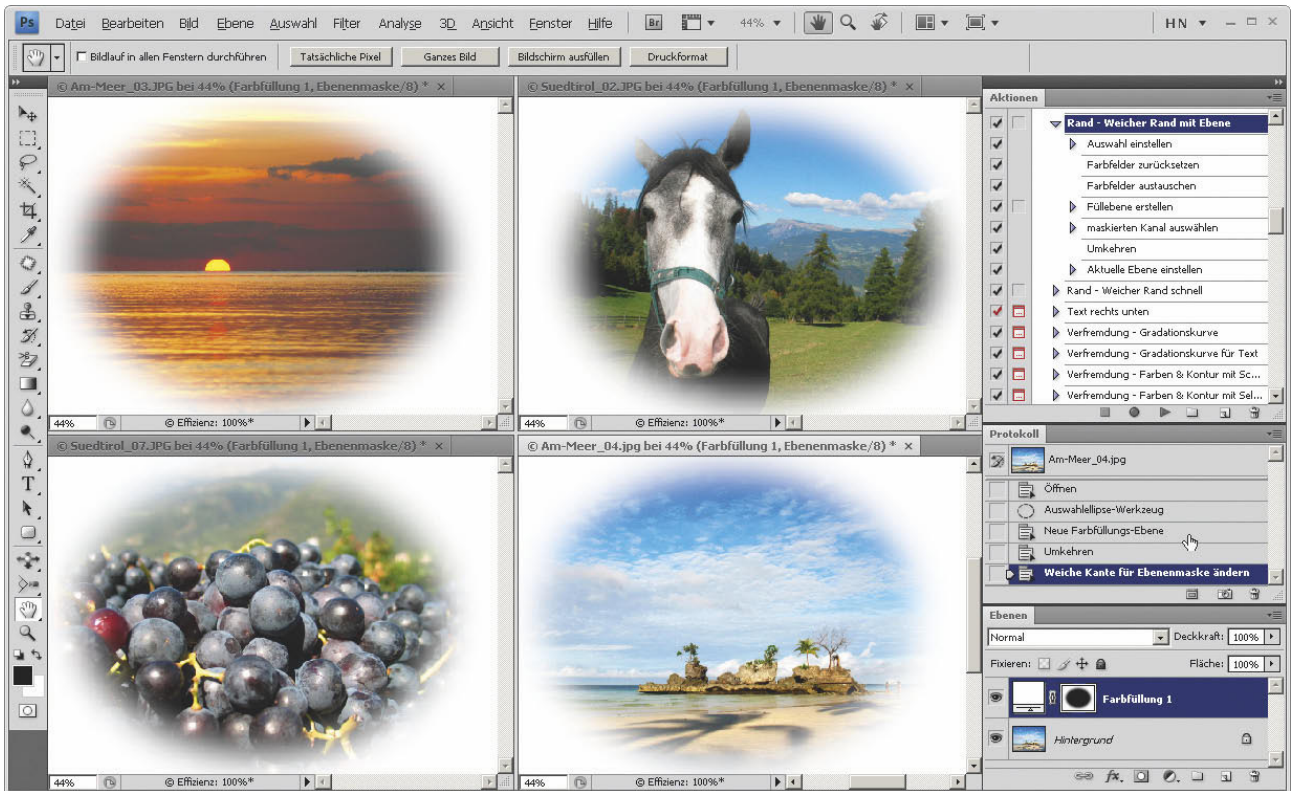 Ps Datei Bearbeiten Bild Ebene Auswahl Filter Analyse 3D Ansicht Fenster Hilfe Br 44% HN
Bildlauf in allen Fenstern durchführen Tatsächliche Pixel Ganzes Bild Bildschirm ausfüllen Druckformat
© Am-Meer_03.JPG bei 44% (Farbfüllung 1, Ebenenmaske/8) * ×
© Suedtirol_02.JPG bei 44% (Farbfüllung 1, Ebenenmaske/8) * ×
44% © Effizienz: 100%*
44% © Effizienz: 100%*
© Suedtirol_07.JPG bei 44% (Farbfüllung 1, Ebenenmaske/8) * ×
© Am-Meer_04.jpg bei 44% (Farbfüllung 1, Ebenenmaske/8) * ×
44% © Effizienz: 100%*
44% © Effizienz: 100%*
T
Aktionen
Rand - Weicher Rand mit Ebene
Auswahl einstellen
Farbfelder zurücksetzen
Farbfelder austauschen
Füllebene erstellen
maskierten Kanal auswählen
Umkehren
Aktuelle Ebene einstellen
Rand - Weicher Rand schnell
Text rechts unten
Verfremdung - Gradationskurve
Verfremdung - Gradationskurve für Text
Verfremdung - Farben & Kontur mit Sc...
Verfremdung - Farben & Kontur mit Sel...
Protokoll
Am-Meer_04.jpg
Öffnen
Auswahlellipse-Werkzeug
Neue Farbfüllungs-Ebene
Umkehren
Weiche Kante für Ebenenmaske ändern
Ebenen
Normal Deckkraft: 100%
Fixieren: Fläche: 100%
Farbfüllung 1
Hintergrund
fx.